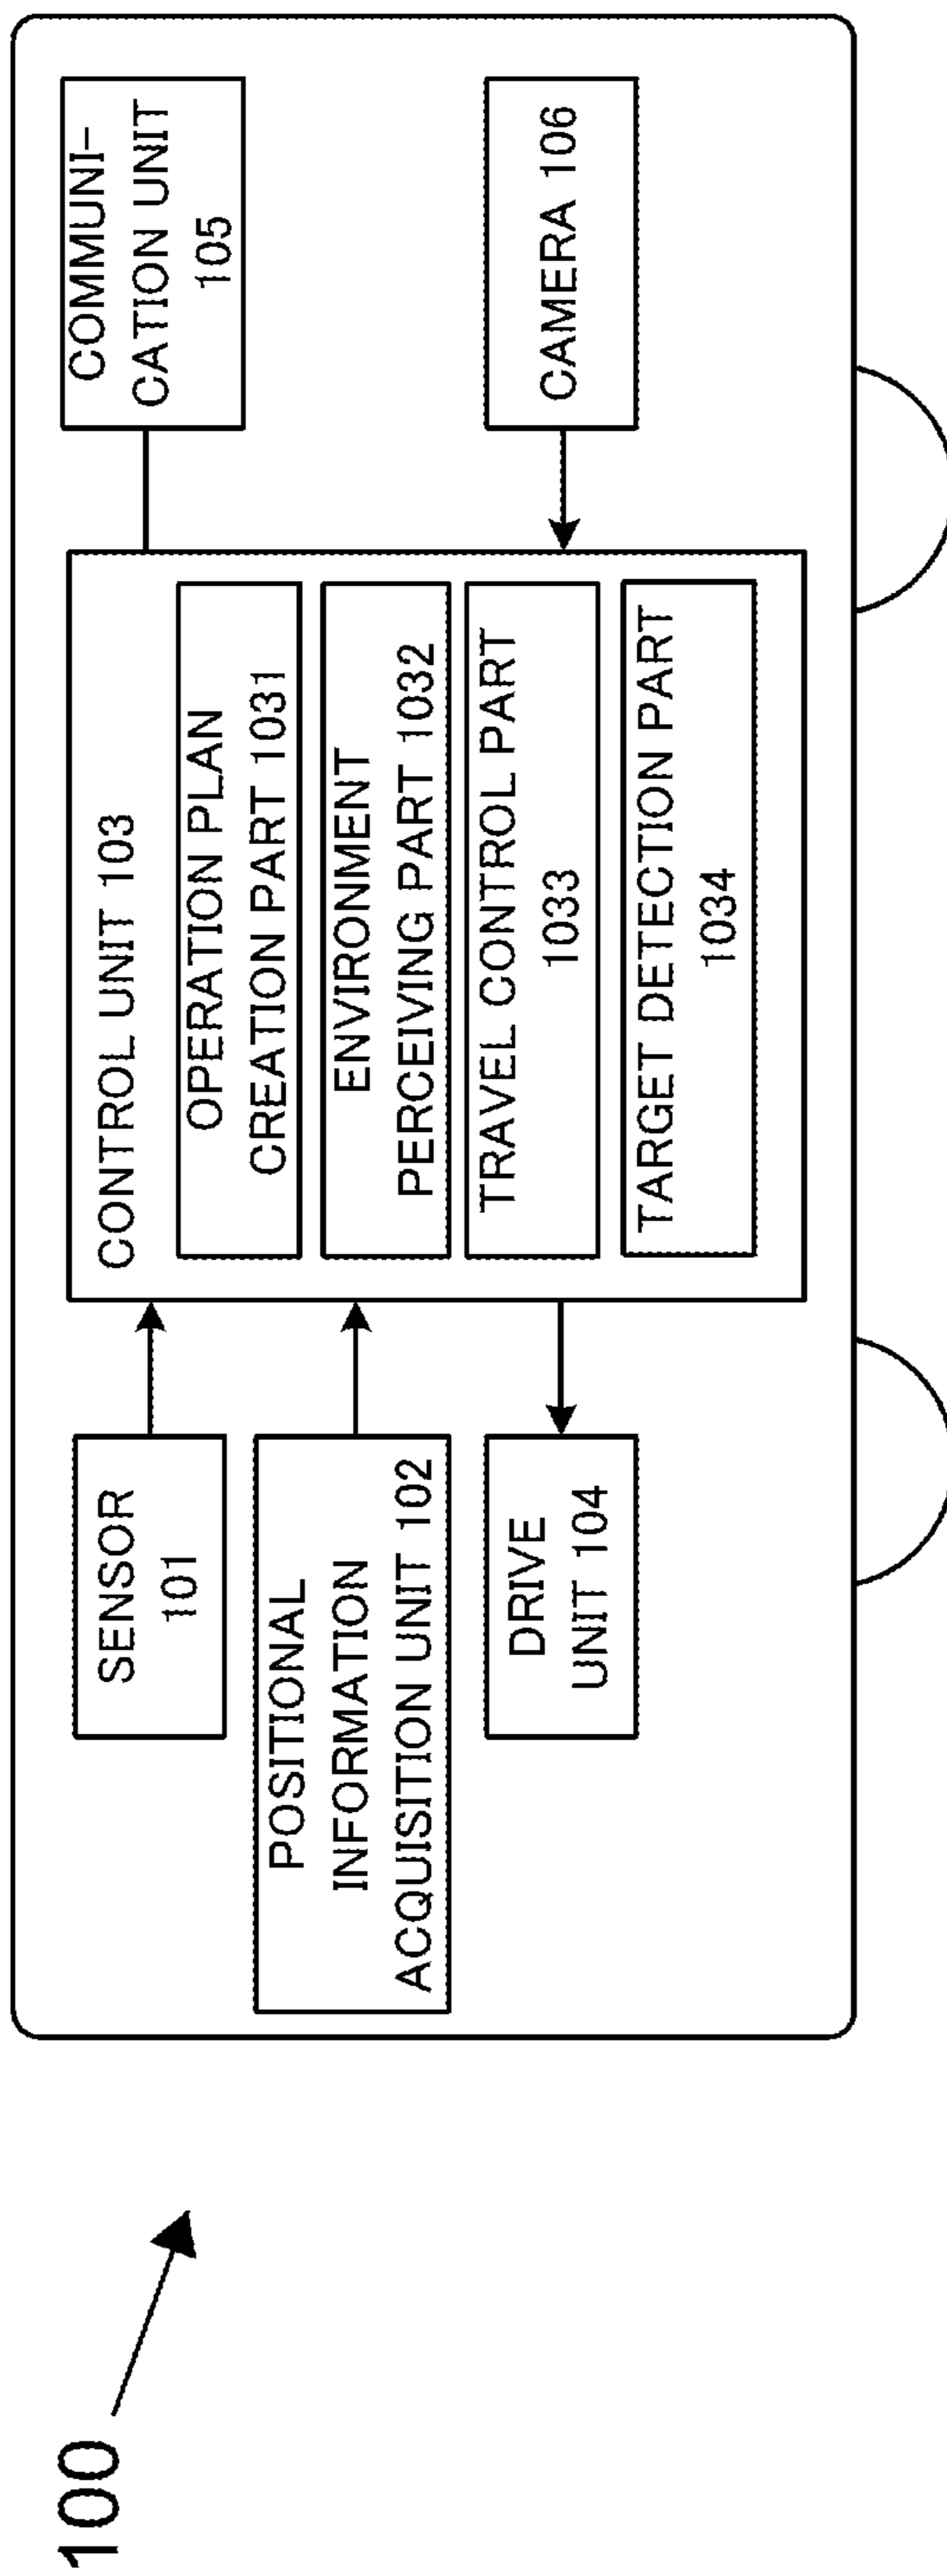 100
SENSOR
101
POSITIONAL
INFORMATION
ACQUISITION UNIT 102
DRIVE
UNIT 104
CONTROL UNIT 103
OPERATION PLAN
CREATION PART 1031
ENVIRONMENT
PERCEIVING PART 1032
TRAVEL CONTROL PART
1033
TARGET DETECTION PART
1034
COMMUNI-
CATION UNIT
105
CAMERA 106